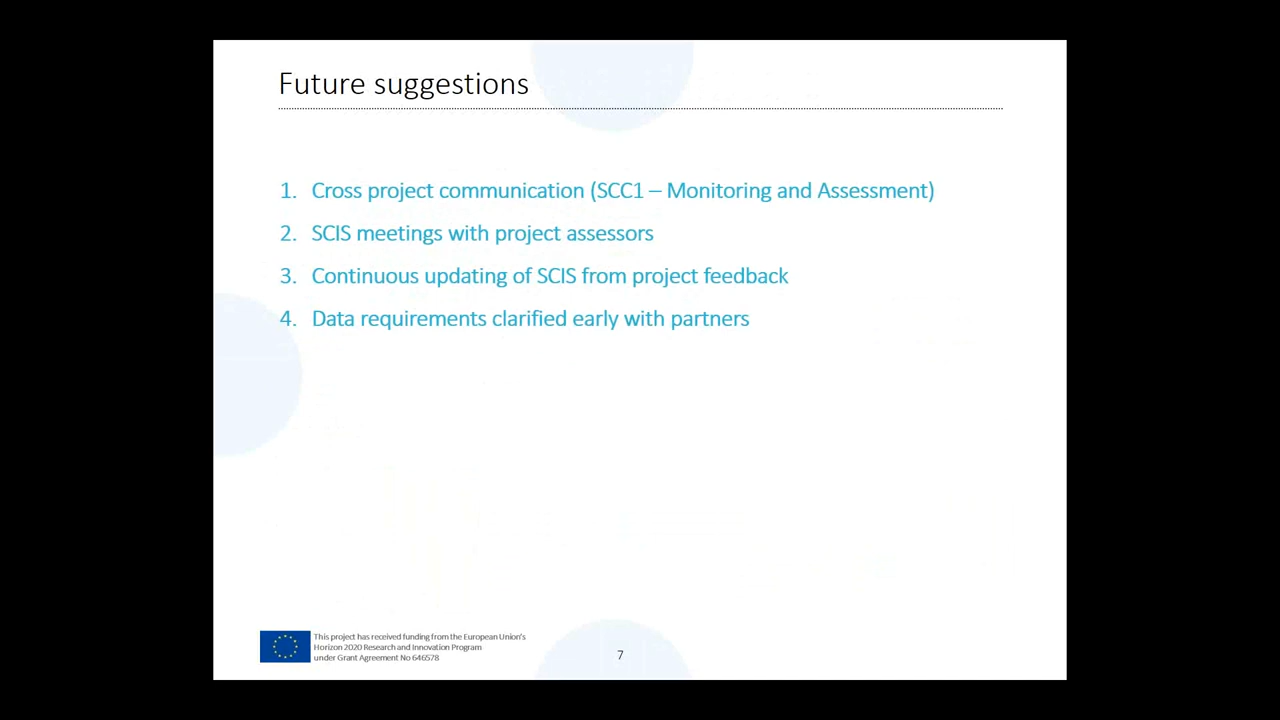 Future suggestions
1. Cross project communication (SCC1 – Monitoring and Assessment)
2. SCIS meetings with project assessors
3. Continuous updating of SCIS from project feedback
4. Data requirements clarified early with partners
This project has received funding from the European Union's
Horizon 2020 Research and Innovation Program
under Grant Agreement No 646578
7